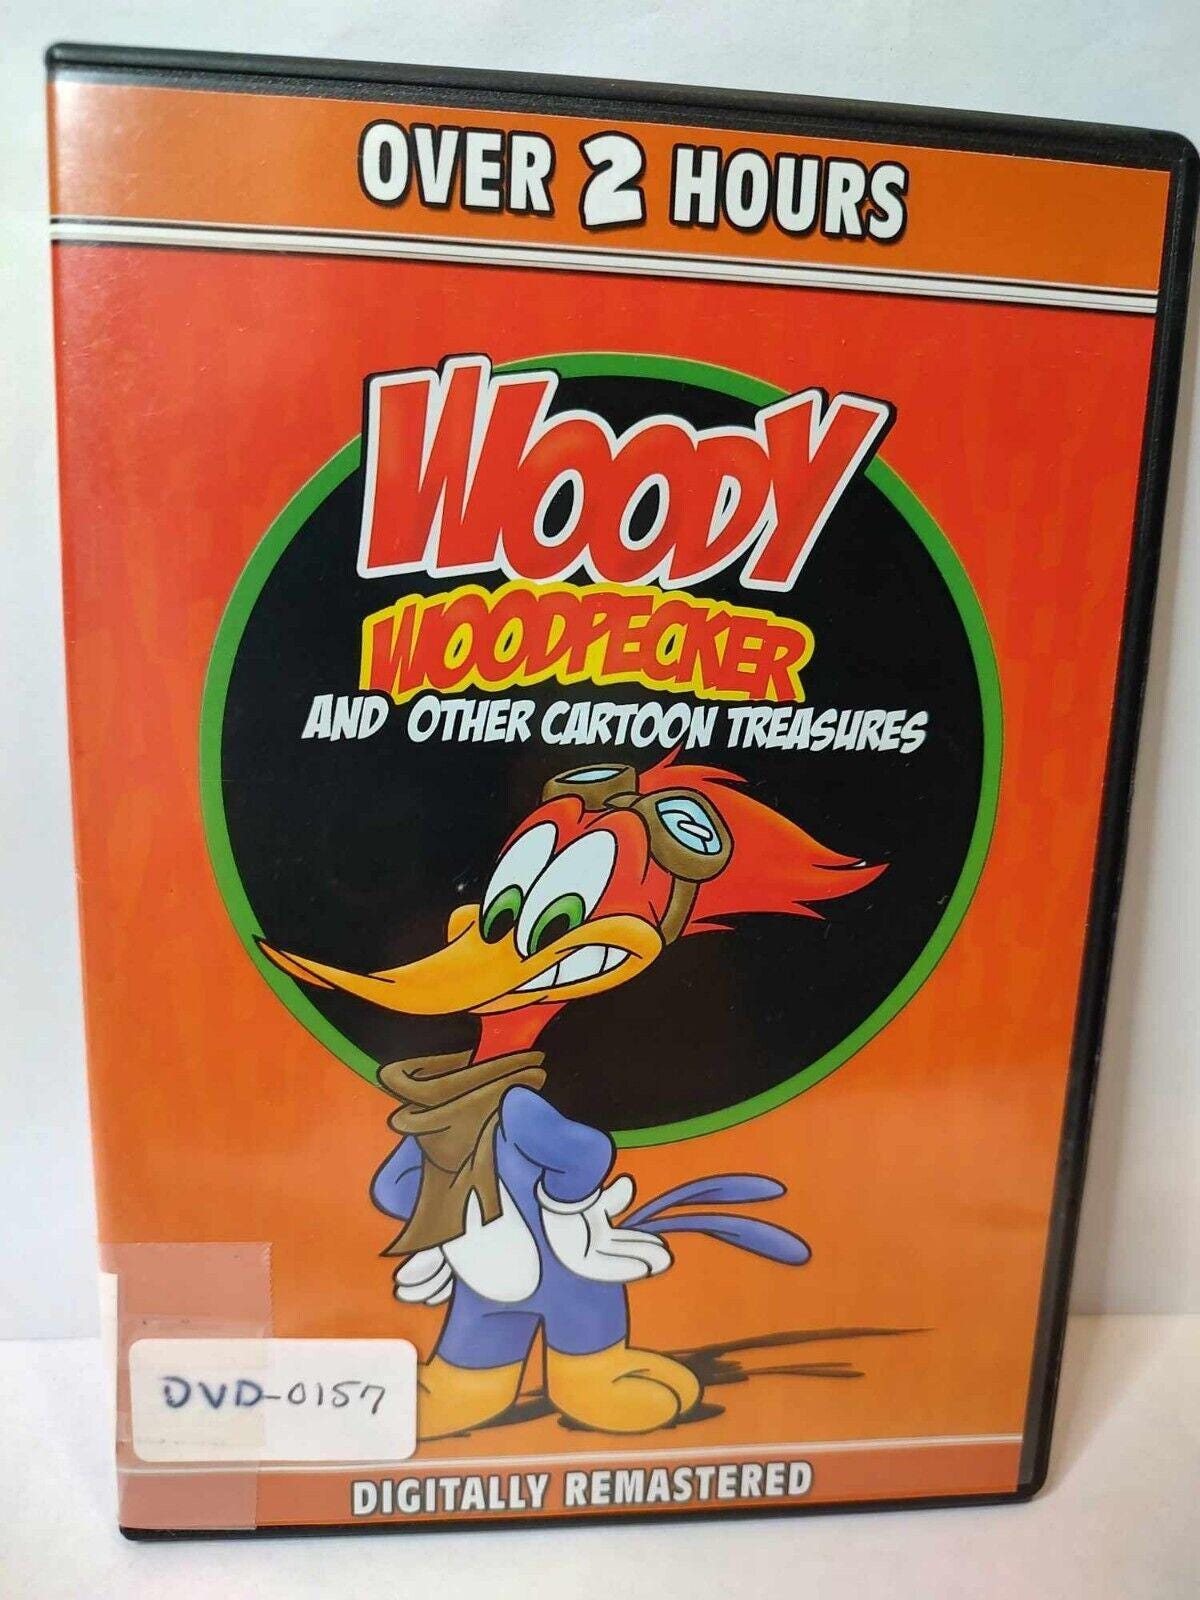 OVER 2 HOURS
WOODY
WOODPECKER
AND OTHER CARTOON TREASURES
DVD-0157
DIGITALLY REMASTERED